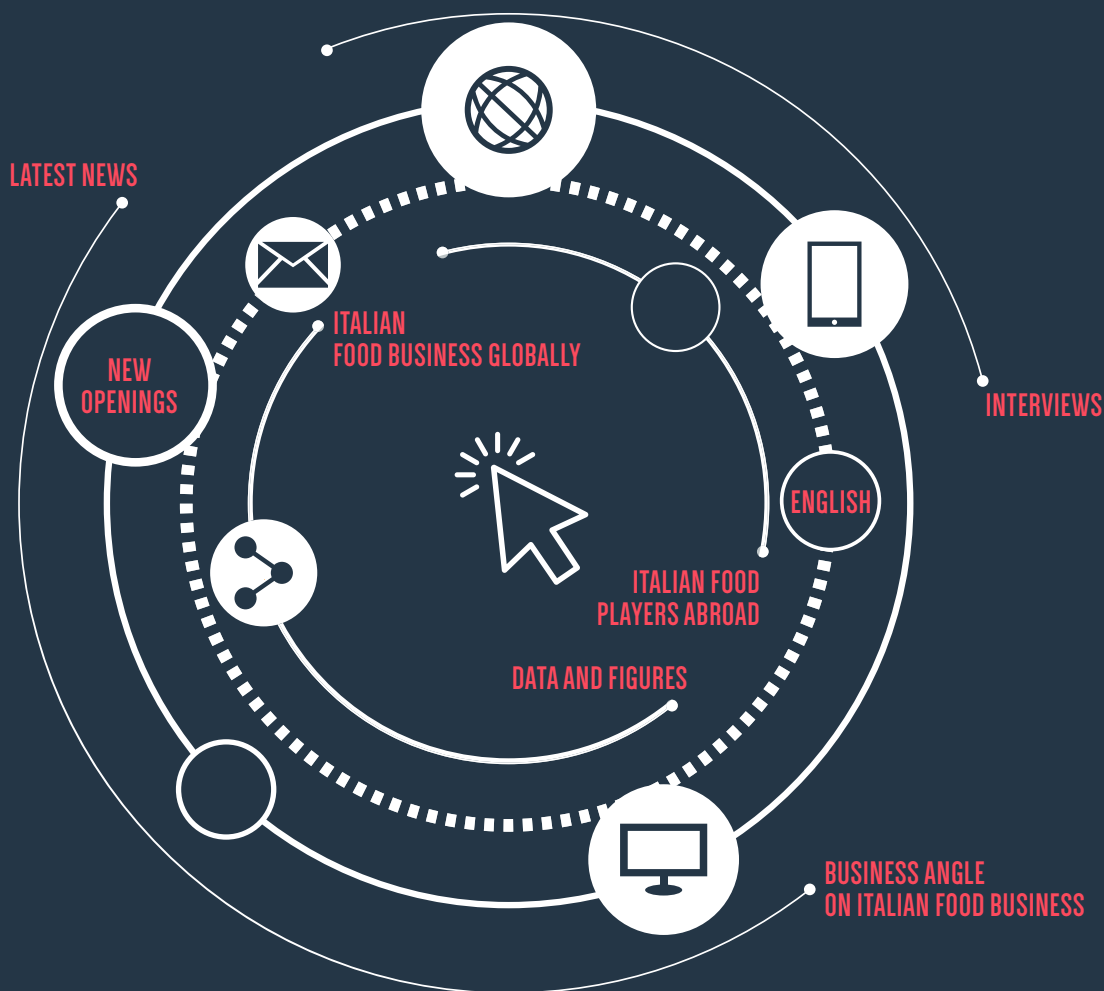 LATEST NEWS
ITALIAN
FOOD BUSINESS GLOBALLY
NEW
OPENINGS
INTERVIEWS
ENGLISH
ITALIAN FOOD
PLAYERS ABROAD
DATA AND FIGURES
BUSINESS ANGLE
ON ITALIAN FOOD BUSINESS